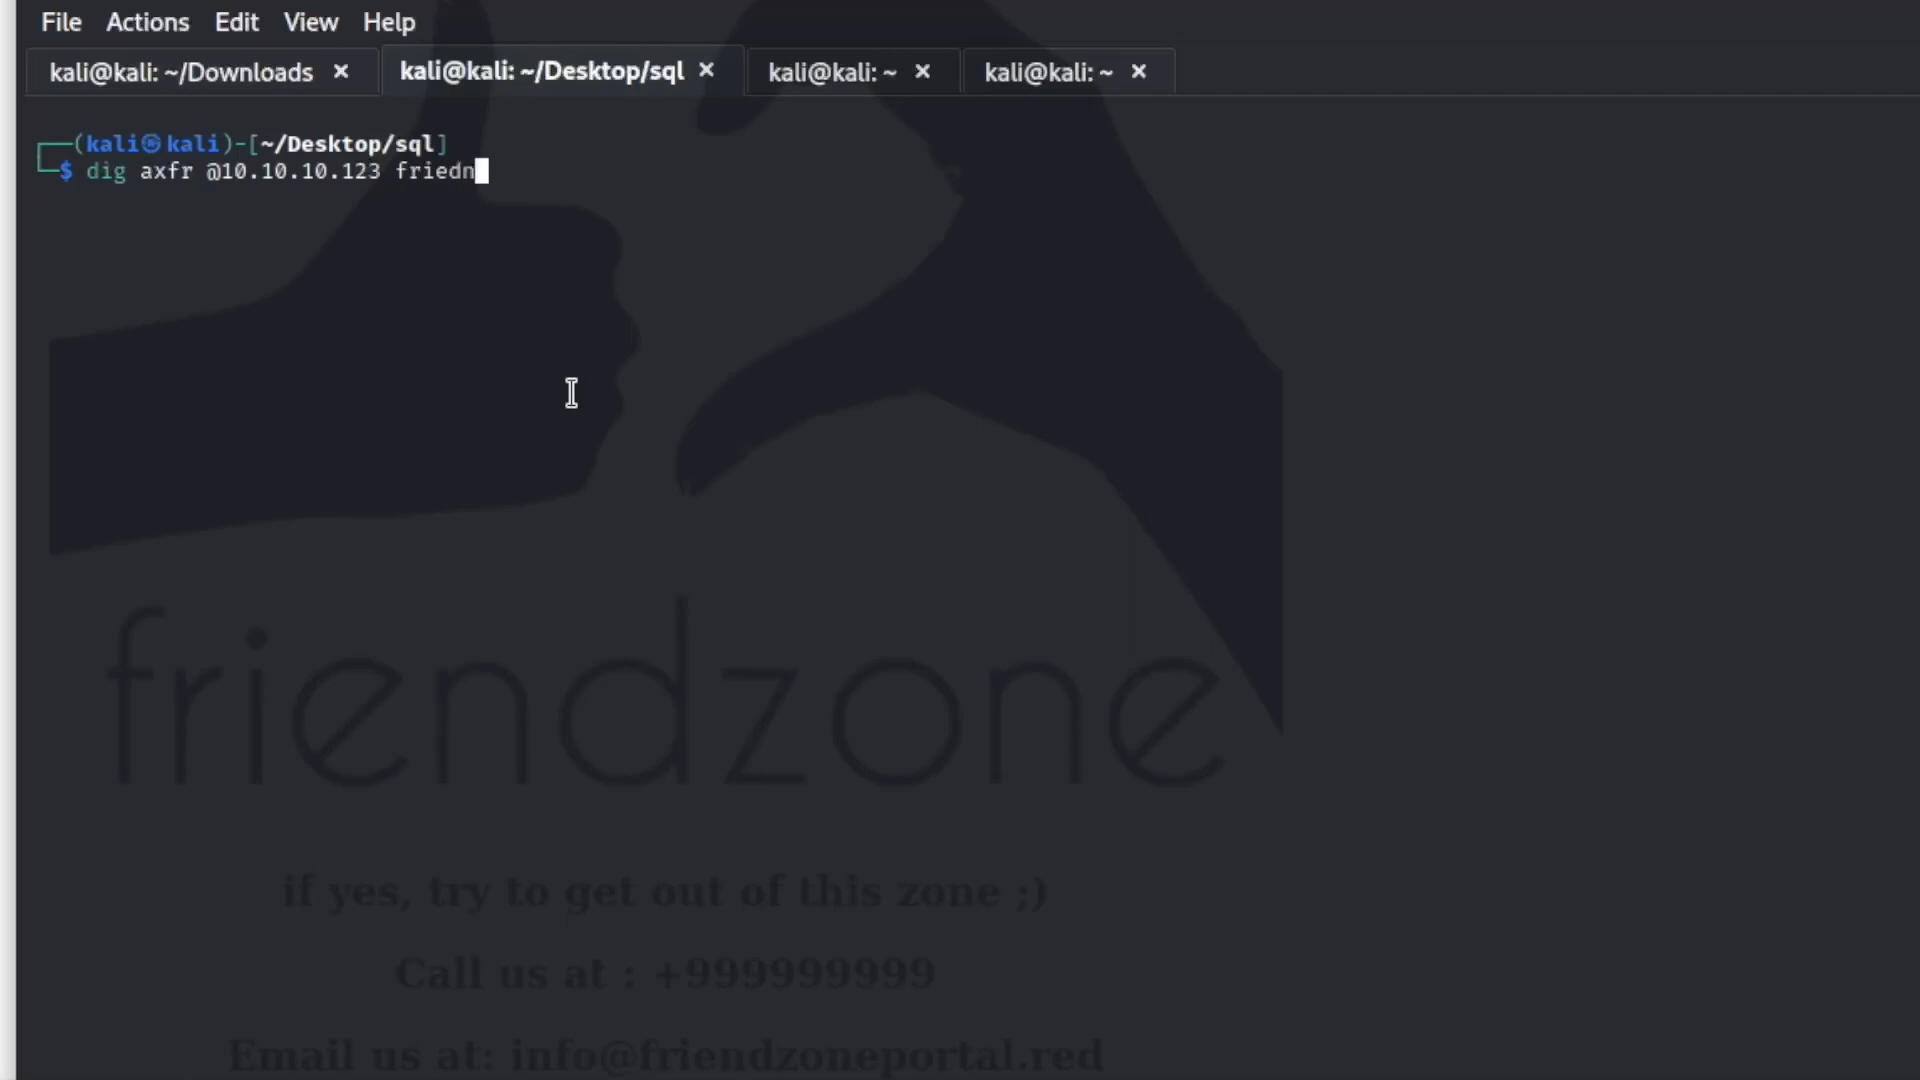 File Actions Edit View Help
kali@kali: ~/Downloads × kali@kali: ~/Desktop/sql × kali@kali: ~ × kali@kali: ~ ×
┌──(kali㉿kali)-[~/Desktop/sql]
└─$ dig axfr @10.10.10.123 friedn
friendzone
if yes, try to get out of this zone ;)
Call us at : +999999999
Email us at: info@friendzoneportal.red